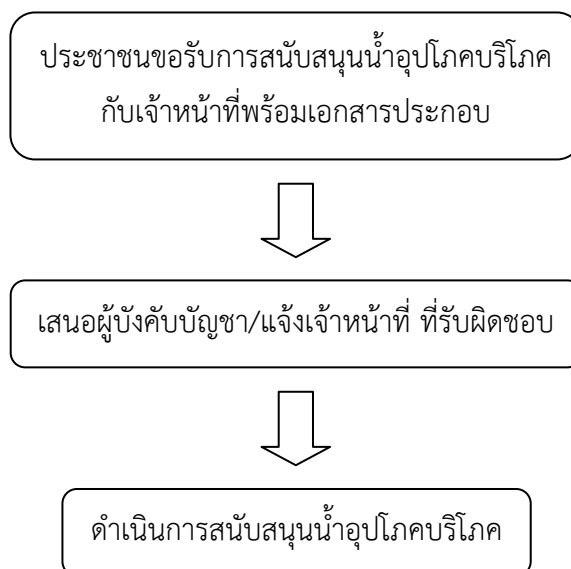 ประชาชนขอรับการสนับสนุนน้ำอุปโภคบริโภค
กับเจ้าหน้าที่พร้อมเอกสารประกอบ
เสนอผู้บังคับบัญชา/แจ้งเจ้าหน้าที่ ที่รับผิดชอบ
ดำเนินการสนับสนุนน้ำอุปโภคบริโภค